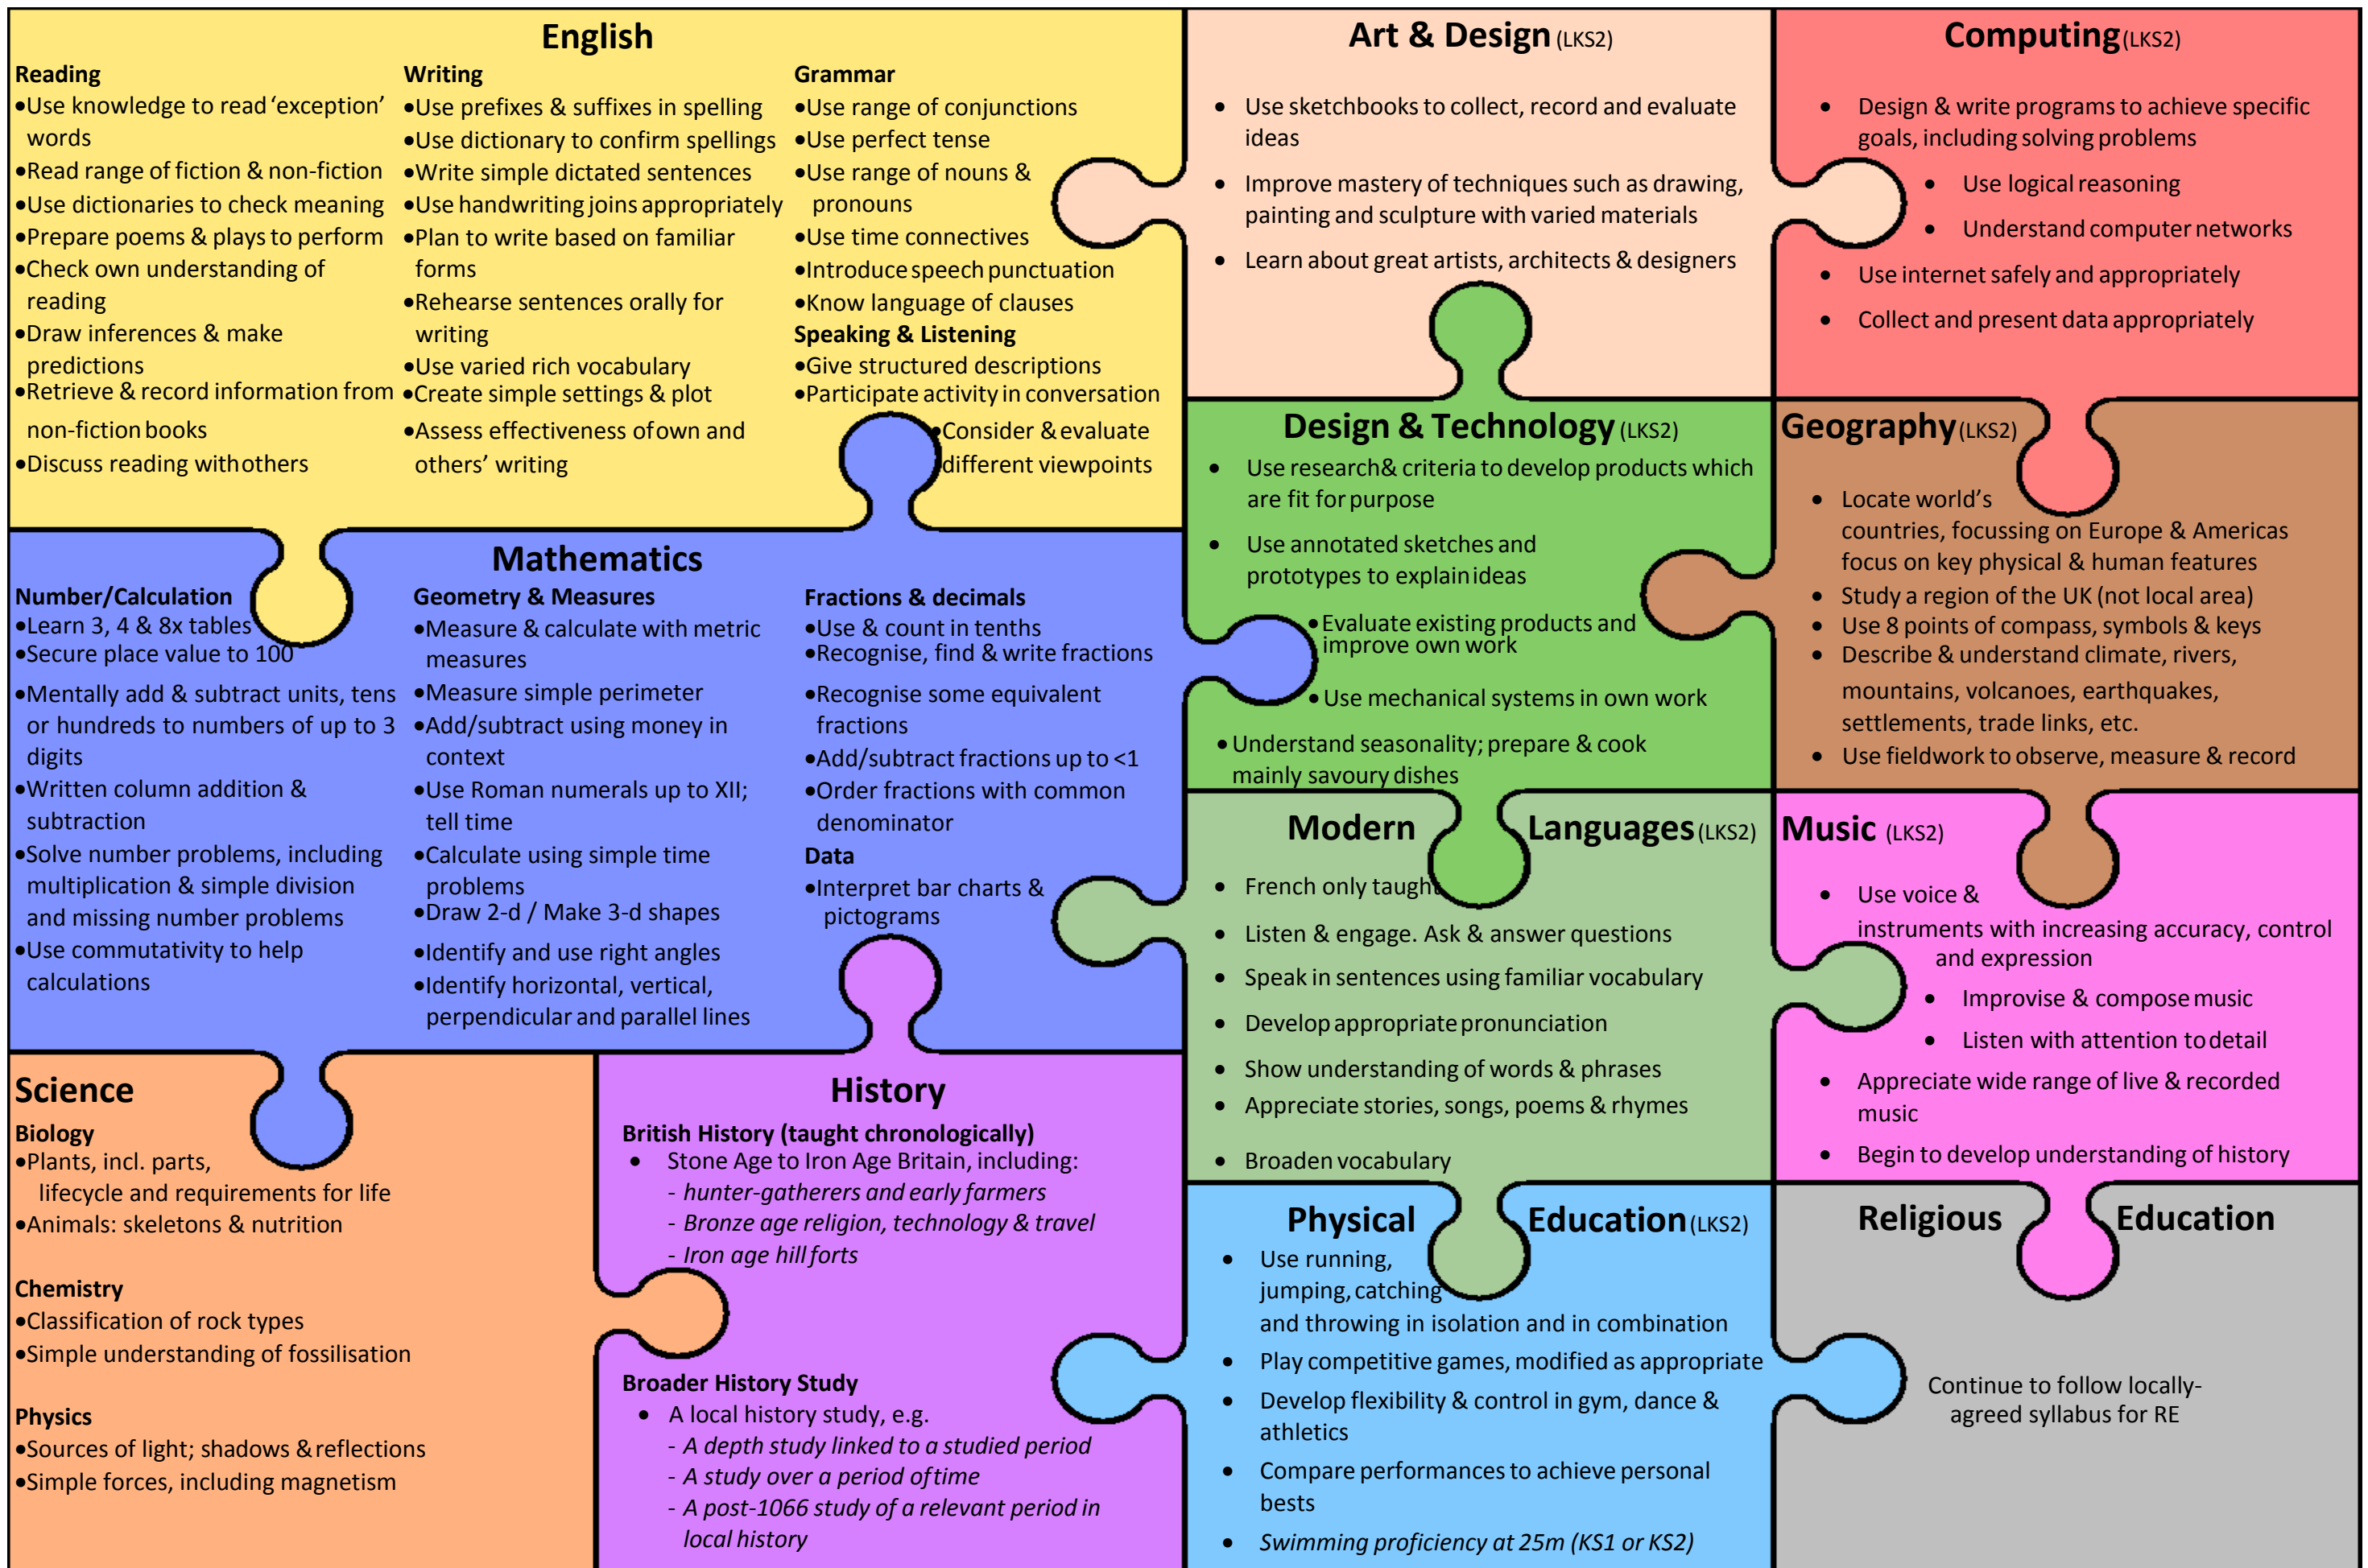 English
Reading
•Use knowledge to read ‘exception’
words
•Read range of fiction & non-fiction
•Use dictionaries to check meaning
•Prepare poems & plays to perform
•Check own understanding of
reading
•Draw inferences & make
predictions
•Retrieve & record information from
non-fiction books
•Discuss reading withothers
Writing
•Use prefixes & suffixes in spelling
•Use dictionary to confirm spellings
•Write simple dictated sentences
•Use handwriting joins appropriately
•Plan to write based on familiar
forms
•Rehearse sentences orally for
writing
•Use varied rich vocabulary
•Create simple settings & plot
•Assess effectiveness ofown and
others’ writing
Grammar
•Use range of conjunctions
•Use perfect tense
•Use range of nouns &
pronouns
•Use time connectives
•Introduce speech punctuation
•Know language of clauses
Speaking & Listening
•Give structured descriptions
•Participate activity in conversation
•Consider & evaluate
different viewpoints
Art & Design (LKS2)
• Use sketchbooks to collect, record and evaluate
ideas
• Improve mastery of techniques such as drawing,
painting and sculpture with varied materials
• Learn about great artists, architects & designers
Computing(LKS2)
• Design & write programs to achieve specific
goals, including solving problems
• Use logical reasoning
• Understand computer networks
• Use internet safely and appropriately
• Collect and present data appropriately
Mathematics
Number/Calculation
•Learn 3, 4 & 8x tables
•Secure place value to 100
•Mentally add & subtract units, tens
or hundreds to numbers of up to 3
digits
•Written column addition &
subtraction
•Solve number problems, including
multiplication & simple division
and missing number problems
•Use commutativity to help
calculations
Geometry & Measures
•Measure & calculate with metric
measures
•Measure simple perimeter
•Add/subtract using money in
context
•Use Roman numerals up to XII;
tell time
•Calculate using simple time
problems
•Draw 2-d / Make 3-d shapes
•Identify and use right angles
•Identify horizontal, vertical,
perpendicular and parallel lines
Fractions & decimals
•Use & count in tenths
•Recognise, find & write fractions
•Recognise some equivalent
fractions
•Add/subtract fractions up to <1
•Order fractions with common
denominator
Data
•Interpret bar charts &
pictograms
Design & Technology (LKS2)
• Use research& criteria to develop products which
are fit for purpose
• Use annotated sketches and
prototypes to explain ideas
•Evaluate existing products and
improve own work
•Use mechanical systems in own work
•Understand seasonality; prepare & cook
mainly savoury dishes
Geography(LKS2)
• Locate world’s
countries, focussing on Europe & Americas
focus on key physical & human features
• Study a region of the UK (not local area)
• Use 8 points of compass, symbols & keys
• Describe & understand climate, rivers,
mountains, volcanoes, earthquakes,
settlements, trade links, etc.
• Use fieldwork to observe, measure & record
Modern Languages (LKS2)
• French only taught
• Listen & engage. Ask & answer questions
• Speak in sentences using familiar vocabulary
• Develop appropriate pronunciation
• Show understanding of words & phrases
• Appreciate stories, songs, poems & rhymes
• Broaden vocabulary
Music (LKS2)
• Use voice &
instruments with increasing accuracy, control
and expression
• Improvise & compose music
• Listen with attention to detail
• Appreciate wide range of live & recorded
music
• Begin to develop understanding of history
Science
Biology
•Plants, incl. parts,
lifecycle and requirements for life
•Animals: skeletons & nutrition
Chemistry
•Classification of rock types
•Simple understanding of fossilisation
Physics
•Sources of light; shadows & reflections
•Simple forces, including magnetism
History
British History (taught chronologically)
• Stone Age to Iron Age Britain, including:
- hunter-gatherers and early farmers
- Bronze age religion, technology & travel
- Iron age hill forts
Broader History Study
• A local history study, e.g.
- A depth study linked to a studied period
- A study over a period oftime
- A post-1066 study of a relevant period in
local history
Physical Education(LKS2)
• Use running,
jumping, catching
and throwing in isolation and in combination
• Play competitive games, modified as appropriate
• Develop flexibility & control in gym, dance &
athletics
• Compare performances to achieve personal
bests
• Swimming proficiency at 25m (KS1 or KS2)
Religious Education
Continue to follow locally-
agreed syllabus for RE